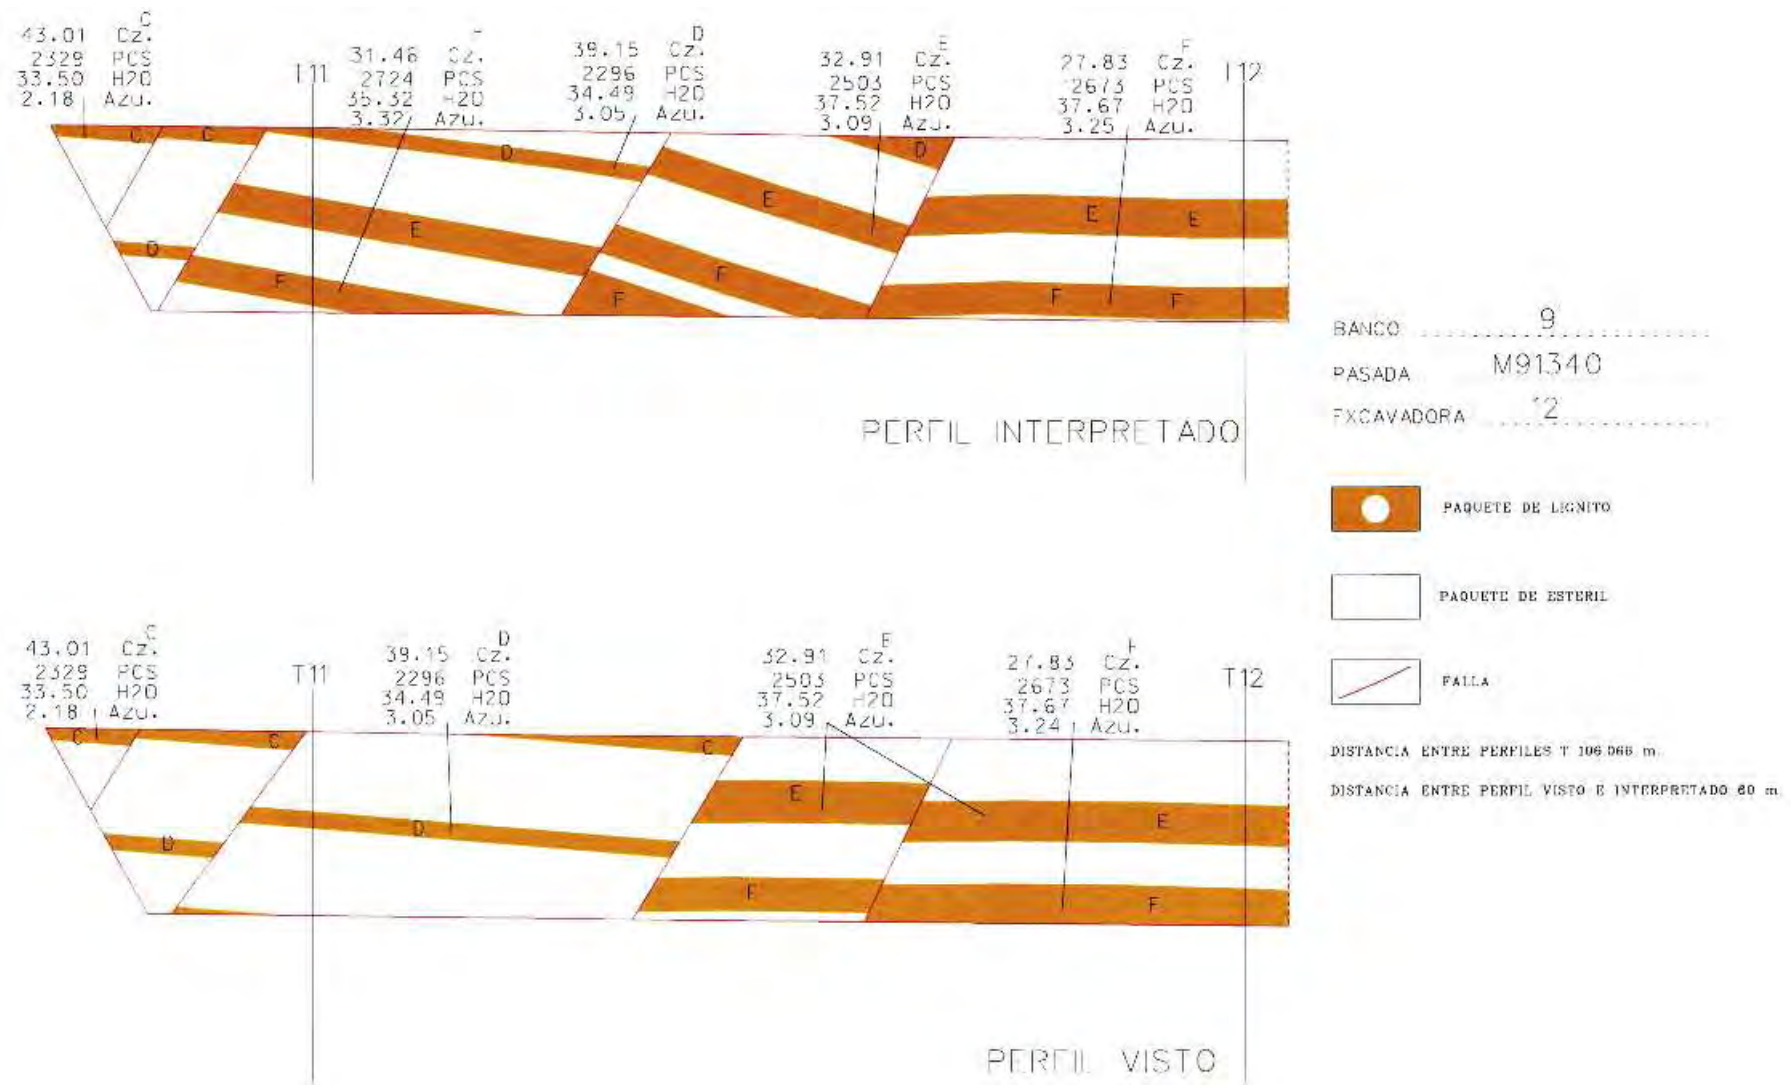 C
43.01 Cz.
2329 PCS
33.50 H2O
2.18 Azu.
T11
31.46 Cz.
2724 PCS
35.32 H2O
3.32 Azu.
D
39.15 Cz.
2296 PCS
34.49 H2O
3.05 Azu.
E
32.91 Cz.
2503 PCS
37.52 H2O
3.09 Azu.
F
27.83 Cz.
2673 PCS
37.67 H2O
3.25 Azu.
T12
C C D D
E E
D F E F F E E F F
PERFIL INTERPRETADO
BANCO 9
PASADA M91340
EXCAVADORA 12
PAQUETE DE LIGNITO
PAQUETE DE ESTERIL
FALLA
DISTANCIA ENTRE PERFILES T 106.066 m.
DISTANCIA ENTRE PERFIL VISTO E INTERPRETADO 60 m
C
43.01 Cz.
2329 PCS
33.50 H2O
2.18 Azu.
T11
D
39.15 Cz.
2296 PCS
34.49 H2O
3.05 Azu.
E
32.91 Cz.
2503 PCS
37.52 H2O
3.09 Azu.
F
27.83 Cz.
2673 PCS
37.67 H2O
3.24 Azu.
T12
C C C
E E
D D
F F
PERFIL VISTO